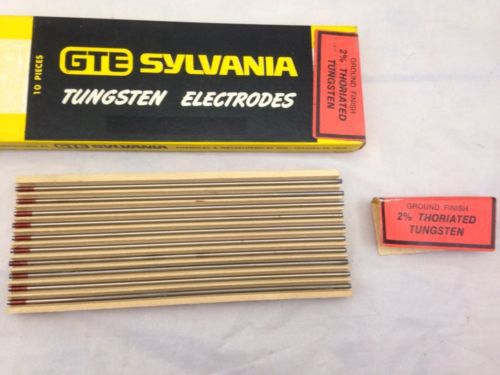 10 PIECES
GTE SYLVANIA
TUNGSTEN ELECTRODES
GROUND FINISH
2% THORIATED
TUNGSTEN
GTE SYLVANIA
GROUND FINISH
2% THORIATED
TUNGSTEN